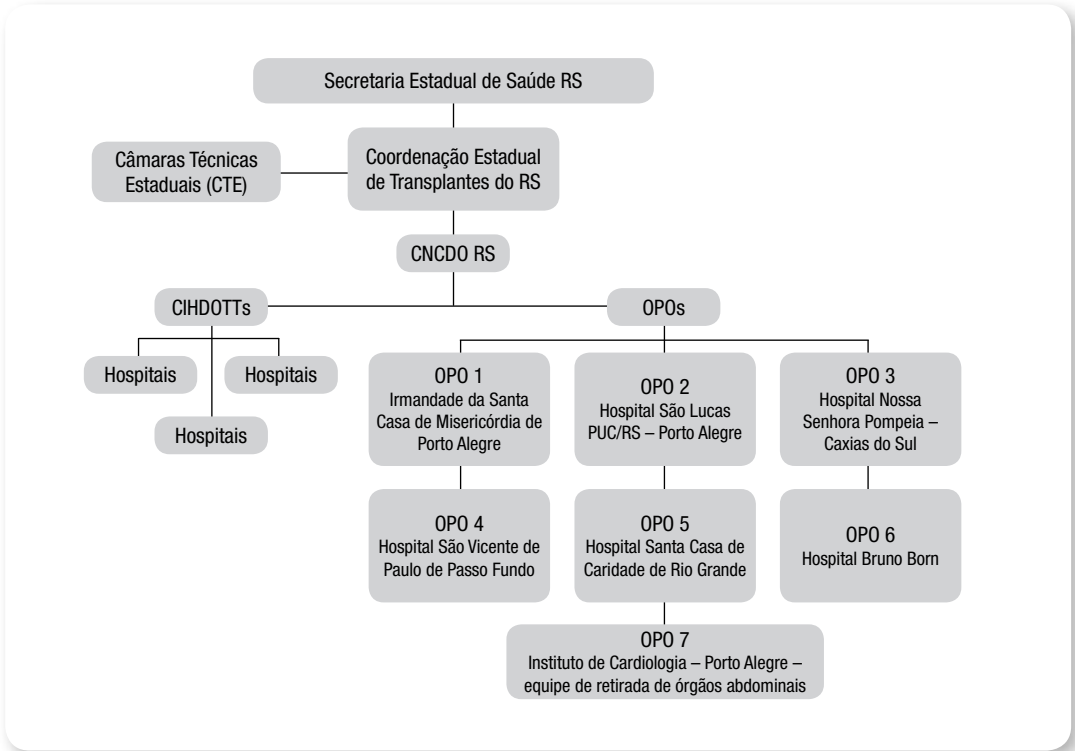 Secretaria Estadual de Saúde RS
Câmaras Técnicas
Estaduais (CTE)
Coordenação Estadual
de Transplantes do RS
CNCDO RS
CIHDOTTs
OPOs
Hospitais
Hospitais
Hospitais
OPO 1
Irmandade da Santa
Casa de Misericórdia de
Porto Alegre
OPO 2
Hospital São Lucas
PUC/RS – Porto Alegre
OPO 3
Hospital Nossa
Senhora Pompeia –
Caxias do Sul
OPO 4
Hospital São Vicente de
Paulo de Passo Fundo
OPO 5
Hospital Santa Casa de
Caridade de Rio Grande
OPO 6
Hospital Bruno Born
OPO 7
Instituto de Cardiologia – Porto Alegre –
equipe de retirada de órgãos abdominais